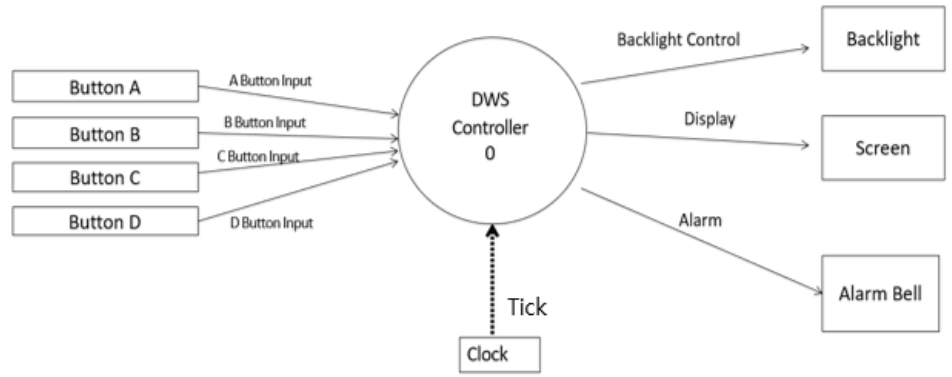 Button A
Button B
Button C
Button D
A Button Input
B Button Input
C Button Input
D Button Input
DWS
Controller
0
Tick
Clock
Backlight Control
Display
Alarm
Backlight
Screen
Alarm Bell